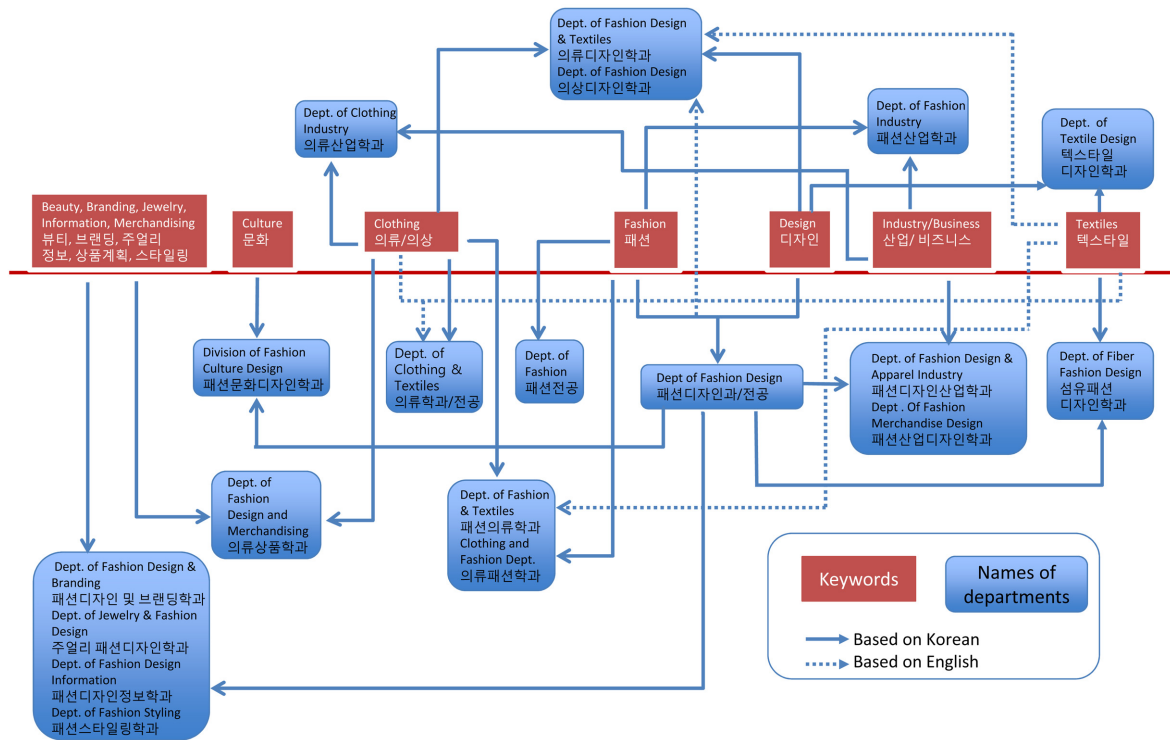 Dept. of Fashion Design
& Textiles
의류디자인학과
Dept. of Fashion Design
의상디자인학과
Dept. of Clothing
Industry
의류산업학과
Dept. of Fashion
Industry
패션산업학과
Dept. of
Textile Design
텍스타일
디자인학과
Beauty, Branding, Jewelry,
Information, Merchandising
뷰티, 브랜딩, 주얼리
정보, 상품계획, 스타일링
Culture
문화
Clothing
의류/의상
Fashion
패션
Design
디자인
Industry/Business
산업/ 비즈니스
Textiles
텍스타일
Division of Fashion
Culture Design
패션문화디자인학과
Dept. of
Clothing &
Textiles
의류학과/전공
Dept. of
Fashion
패션전공
Dept of Fashion Design
패션디자인과/전공
Dept. of Fashion Design &
Apparel Industry
패션디자인산업학과
Dept . Of Fashion
Merchandise Design
패션산업디자인학과
Dept. of Fiber
Fashion Design
섬유패션
디자인학과
Dept. of
Fashion
Design and
Merchandising
의류상품학과
Dept. of Fashion
& Textiles
패션의류학과
Clothing and
Fashion Dept.
의류패션학과
Dept. of Fashion Design &
Branding
패션디자인 및 브랜딩학과
Dept. of Jewelry & Fashion
Design
주얼리 패션디자인학과
Dept. of Fashion Design
Information
패션디자인정보학과
Dept. of Fashion Styling
패션스타일링학과
Keywords
Names of
departments
Based on Korean
Based on English